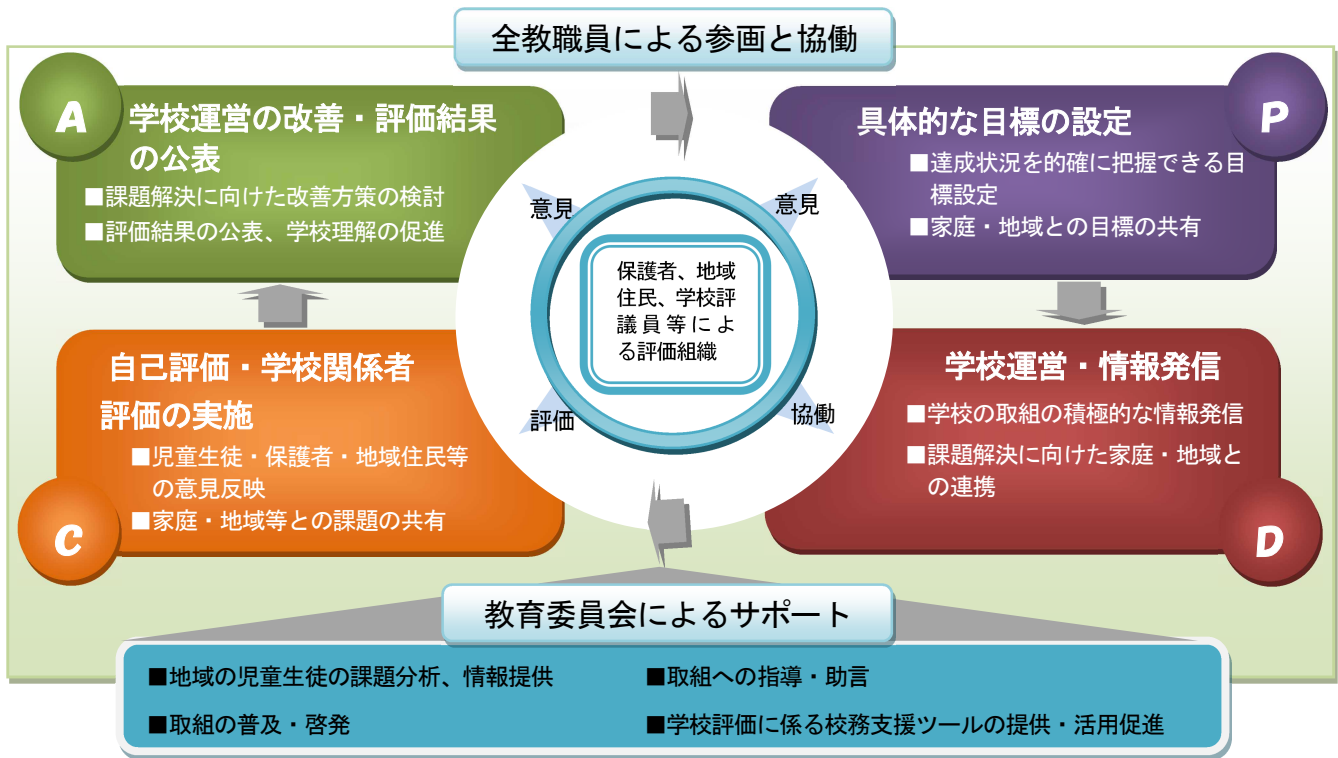 全教職員による参画と協働
A
学校運営の改善・評価結果
の公表
■課題解決に向けた改善方策の検討
■評価結果の公表、学校理解の促進
P
具体的な目標の設定
■達成状況を的確に把握できる目
標設定
■家庭・地域との目標の共有
意見
意見
保護者、地域
住民、学校評
議員等によ
る評価組織
評価
協働
C
自己評価・学校関係者
評価の実施
■児童生徒・保護者・地域住民等
の意見反映
■家庭・地域等との課題の共有
D
学校運営・情報発信
■学校の取組の積極的な情報発信
■課題解決に向けた家庭・地域と
の連携
教育委員会によるサポート
■地域の児童生徒の課題分析、情報提供
■取組への指導・助言
■取組の普及・啓発
■学校評価に係る校務支援ツールの提供・活用促進